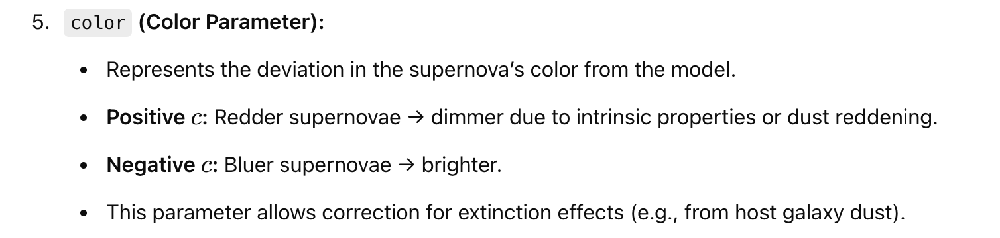 5. color (Color Parameter):
• Represents the deviation in the supernova's color from the model.
• Positive c: Redder supernovae → dimmer due to intrinsic properties or dust reddening.
• Negative c: Bluer supernovae → brighter.
• This parameter allows correction for extinction effects (e.g., from host galaxy dust).